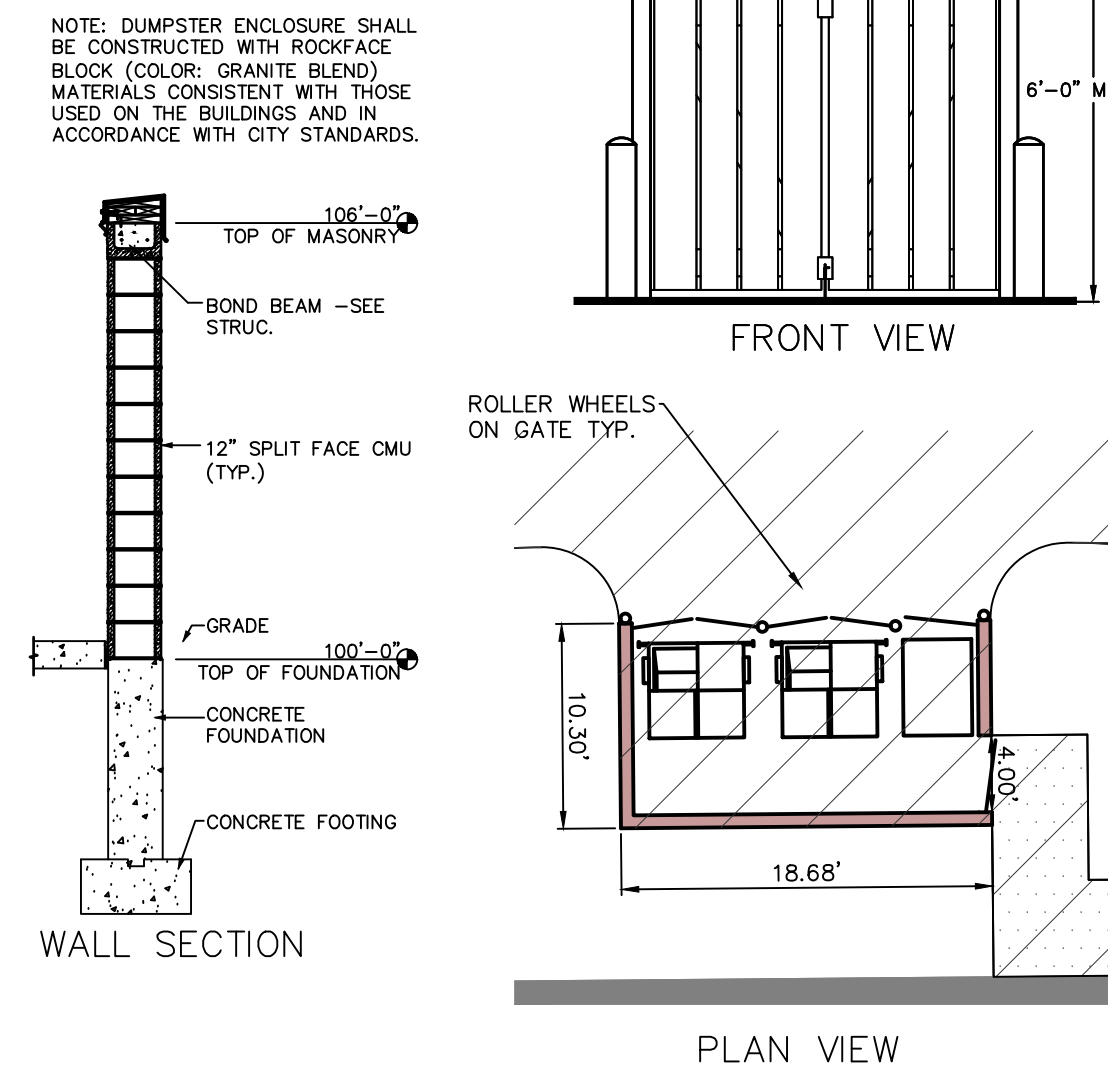 NOTE: DUMPSTER ENCLOSURE SHALL
BE CONSTRUCTED WITH ROCKFACE
BLOCK (COLOR: GRANITE BLEND)
MATERIALS CONSISTENT WITH THOSE
USED ON THE BUILDINGS AND IN
ACCORDANCE WITH CITY STANDARDS.
106'-0"
TOP OF MASONRY
BOND BEAM -SEE
STRUC.
12" SPLIT FACE CMU
(TYP.)
GRADE
100'-0"
TOP OF FOUNDATION
CONCRETE
FOUNDATION
CONCRETE FOOTING
WALL SECTION
6'-0" M
FRONT VIEW
ROLLER WHEELS
ON GATE TYP.
10.30'
4.00'
18.68'
PLAN VIEW